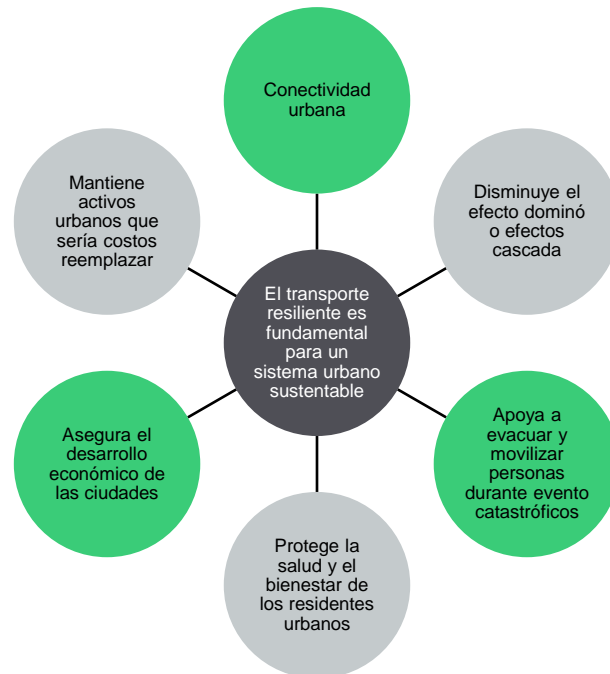 Conectividad
urbana
Disminuye el
efecto dominó
o efectos
cascada
Apoya a
evacuar y
movilizar
personas
durante evento
catastróficos
Protege la
salud y el
bienestar de
los residentes
urbanos
Asegura el
desarrollo
económico de
las ciudades
Mantiene
activos
urbanos que
sería costos
reemplazar
El transporte
resiliente es
fundamental
para un
sistema urbano
sustentable